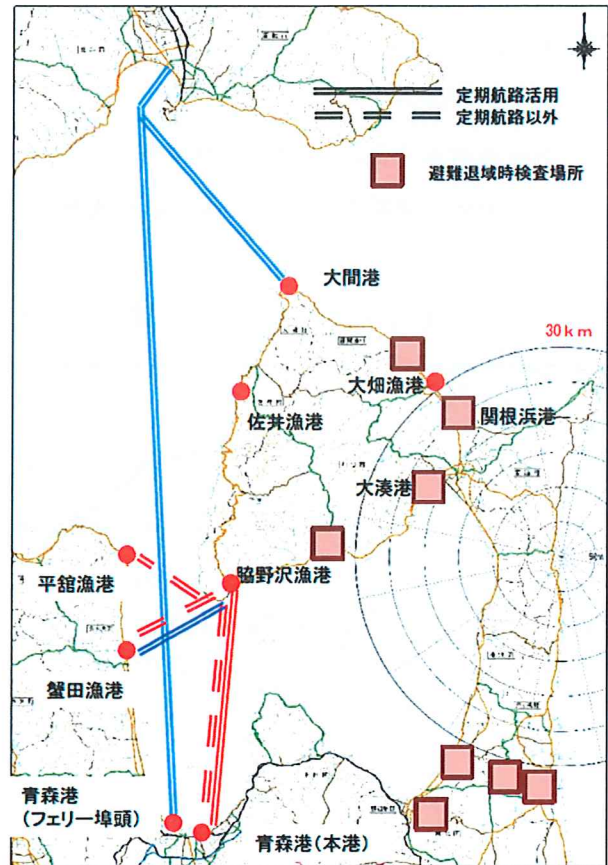 定期航路活用
定期航路以外
避難退域時検査場所
大間港
30km
大畑漁港
関根浜港
佐井漁港
大湊港
脇野沢漁港
平舘漁港
蟹田漁港
青森港
(フェリー埠頭)
青森港(本港)